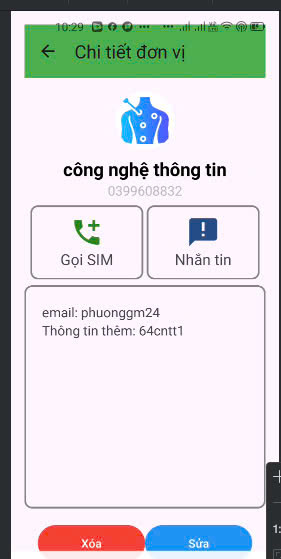 10:29
Chi tiết đơn vị
công nghệ thông tin
0399608832
Gọi SIM
Nhắn tin
email: phuonggm24
Thông tin thêm: 64cntt1
Xóa
Sửa
1: